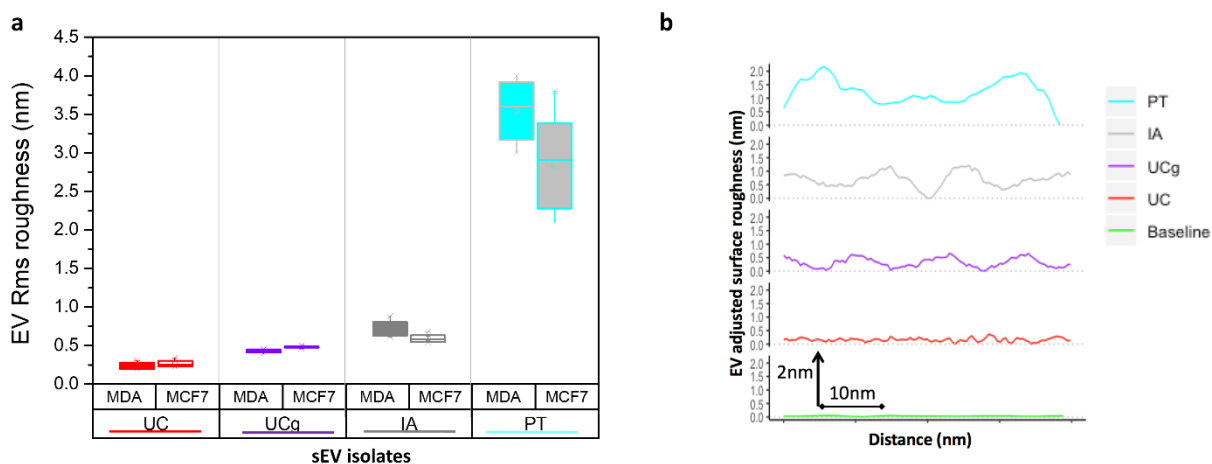 a
EV Rms roughness (nm)
4.5
4.0
3.5
3.0
2.5
2.0
1.5
1.0
0.5
0.0
MDA MCF7 MDA MCF7 MDA MCF7 MDA MCF7
UC UCg IA PT
sEV isolates
b
EV adjusted surface roughness (nm)
2.0
1.5
1.0
0.5
0.0
2.0
1.5
1.0
0.5
0.0
2.0
1.5
1.0
0.5
0.0
2.0
1.5
1.0
0.5
0.0
2.0
1.5
1.0
0.5
0.0
2nm
10nm
Distance (nm)
PT
IA
UCg
UC
Baseline